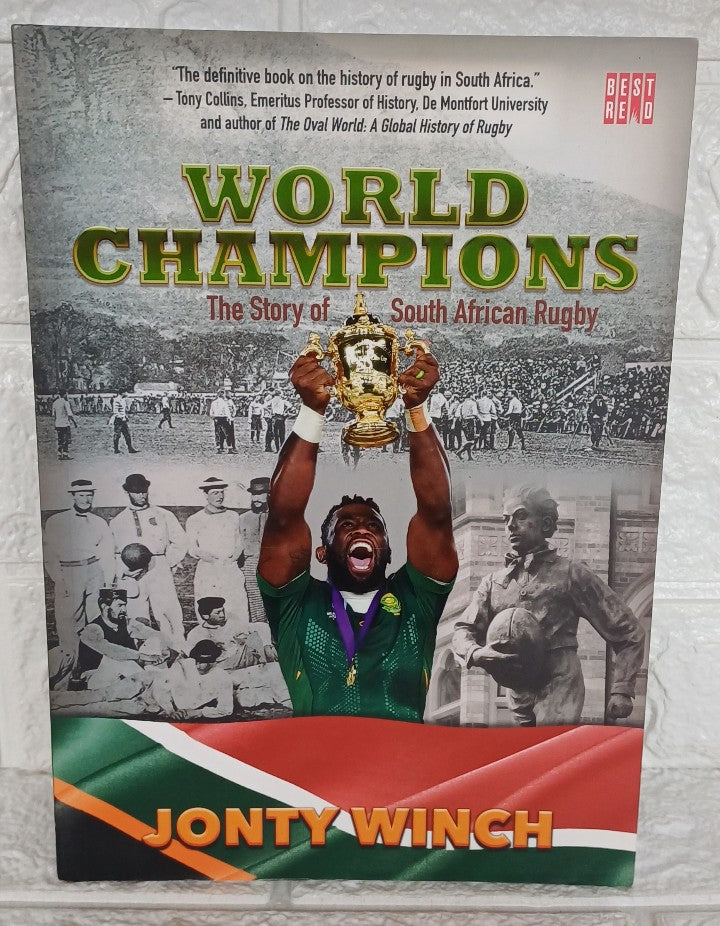 "The definitive book on the history of rugby in South Africa."
– Tony Collins, Emeritus Professor of History, De Montfort University
and author of The Oval World: A Global History of Rugby
BEST
READ
WORLD
CHAMPIONS
The Story of South African Rugby
JONTY WINCH